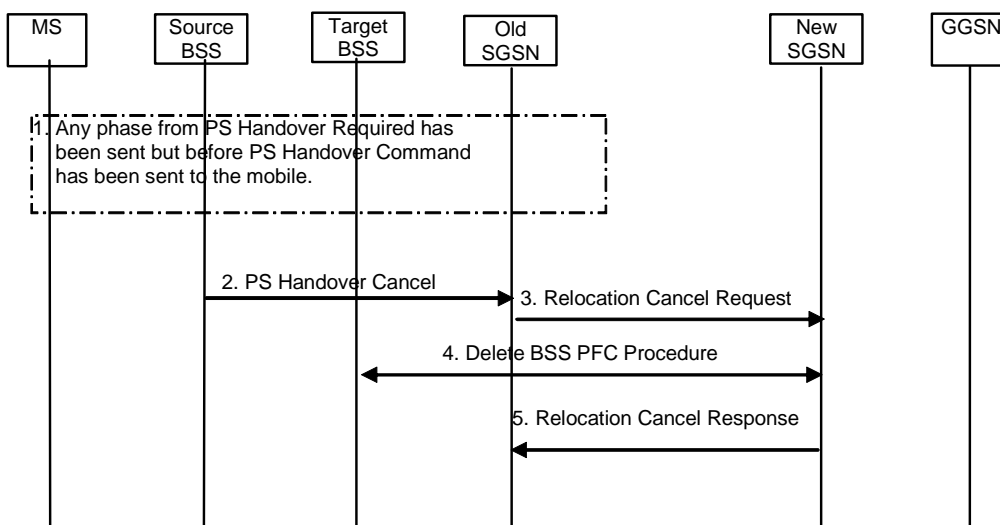 MS
Source
BSS
Target
BSS
Old
SGSN
New
SGSN
GGSN
1. Any phase from PS Handover Required has
been sent but before PS Handover Command
has been sent to the mobile.
2. PS Handover Cancel
3. Relocation Cancel Request
4. Delete BSS PFC Procedure
5. Relocation Cancel Response